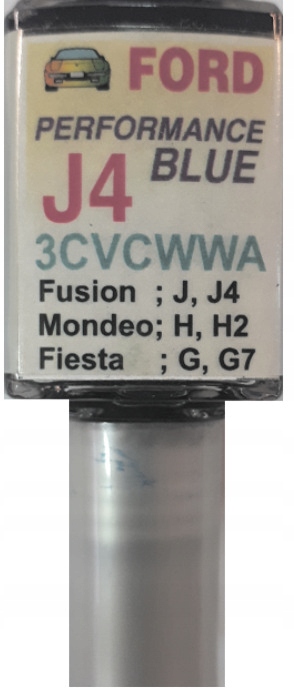 FORD
PERFORMANCE
J4 BLUE
3CVCWWA
Fusion ; J, J4
Mondeo; H, H2
Fiesta ; G, G7